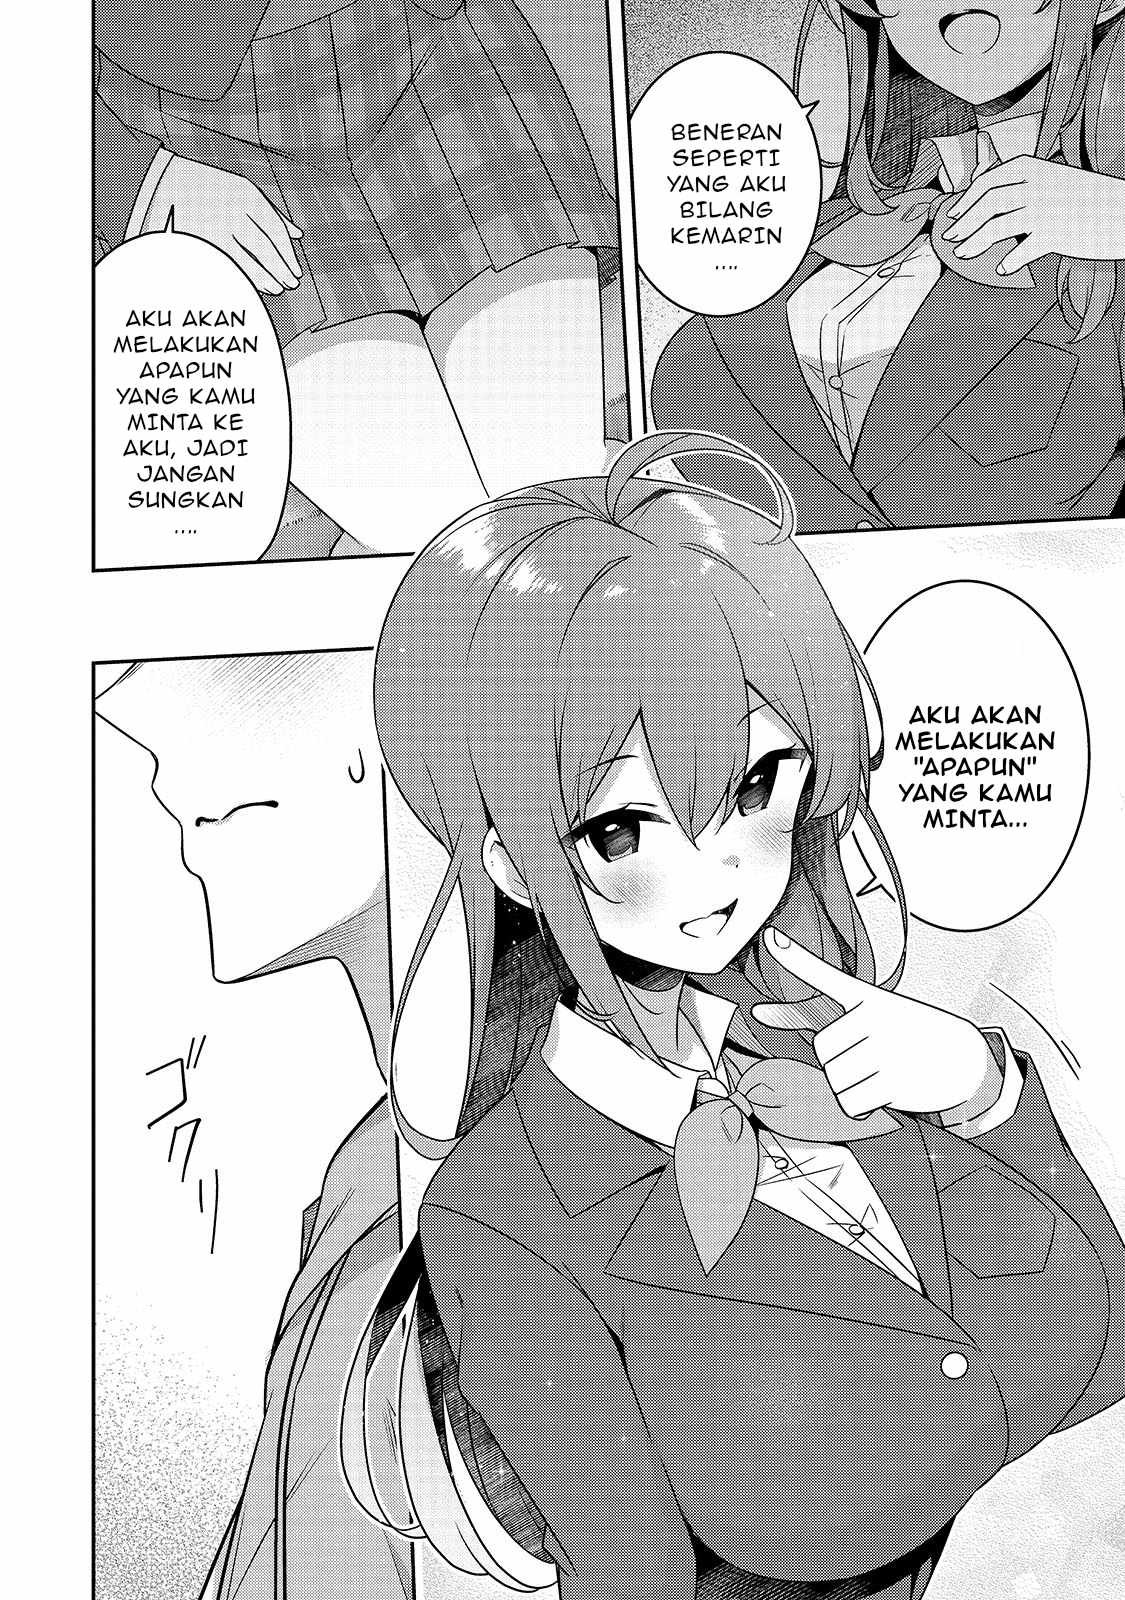 BENERAN
SEPERTI
YANG AKU
BILANG
KEMARIN
....
AKU AKAN
MELAKUKAN
APAPUN
YANG KAMU
MINTA KE
AKU, JADI
JANGAN
SUNGKAN
....
AKU AKAN
MELAKUKAN
"APAPUN"
YANG KAMU
MINTA...
ゴクッ